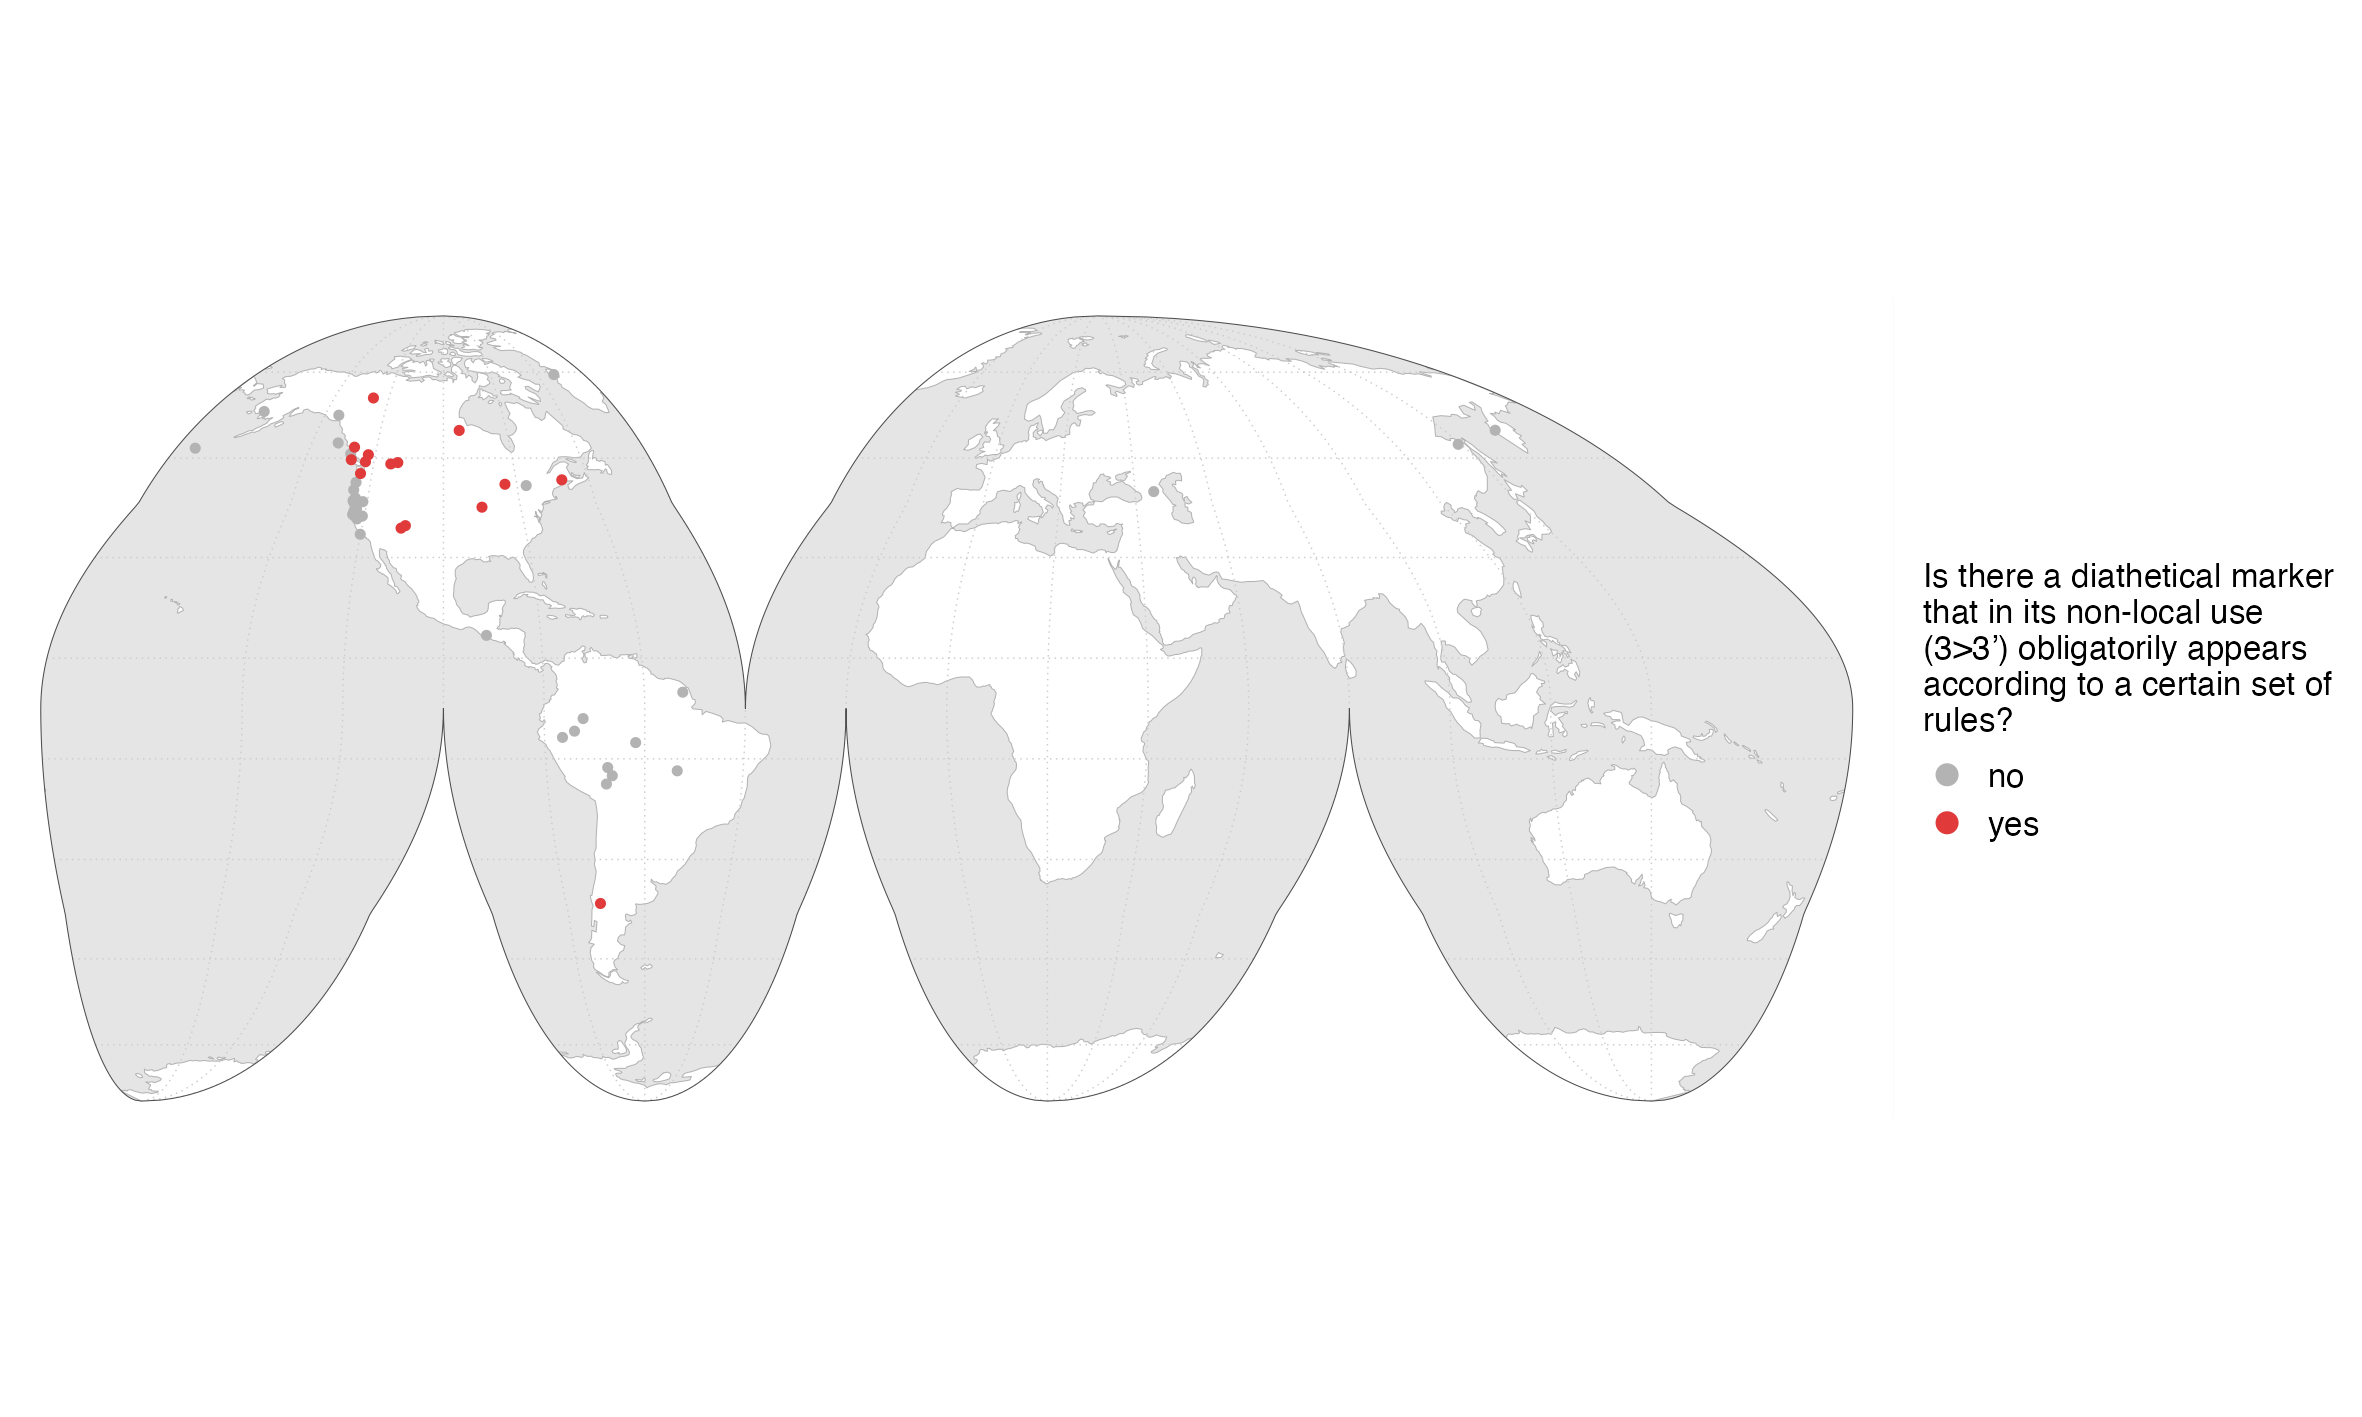 Is there a diathetical marker
that in its non-local use
(3>3’) obligatorily appears
according to a certain set of
rules?
no
yes